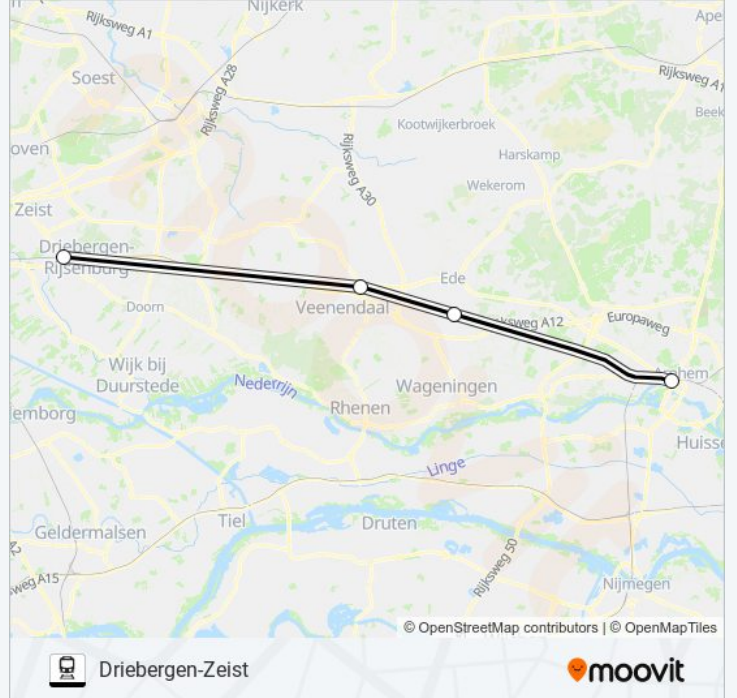 Nijkerk
Rijksweg A1
Ape
Soest
Rijksweg A28
Rijksweg A1
Beek
Kootwijkerbroek
oven
Rijksweg A30
Harskamp
Wekerom
Zeist
Driebergen-
Rijsenburg
Ede
Doorn
Veenendaal
ksweg A12
Europaweg
Wijk bij
Duurstede
Nederrijn
Arnhem
Wageningen
Rhenen
emborg
Huisse
Linge
Tiel
Druten
Geldermalsen
A2
weg A15
Rijksweg 50
Nijmegen
© OpenStreetMap contributors | © OpenMapTiles
Driebergen-Zeist
moovit